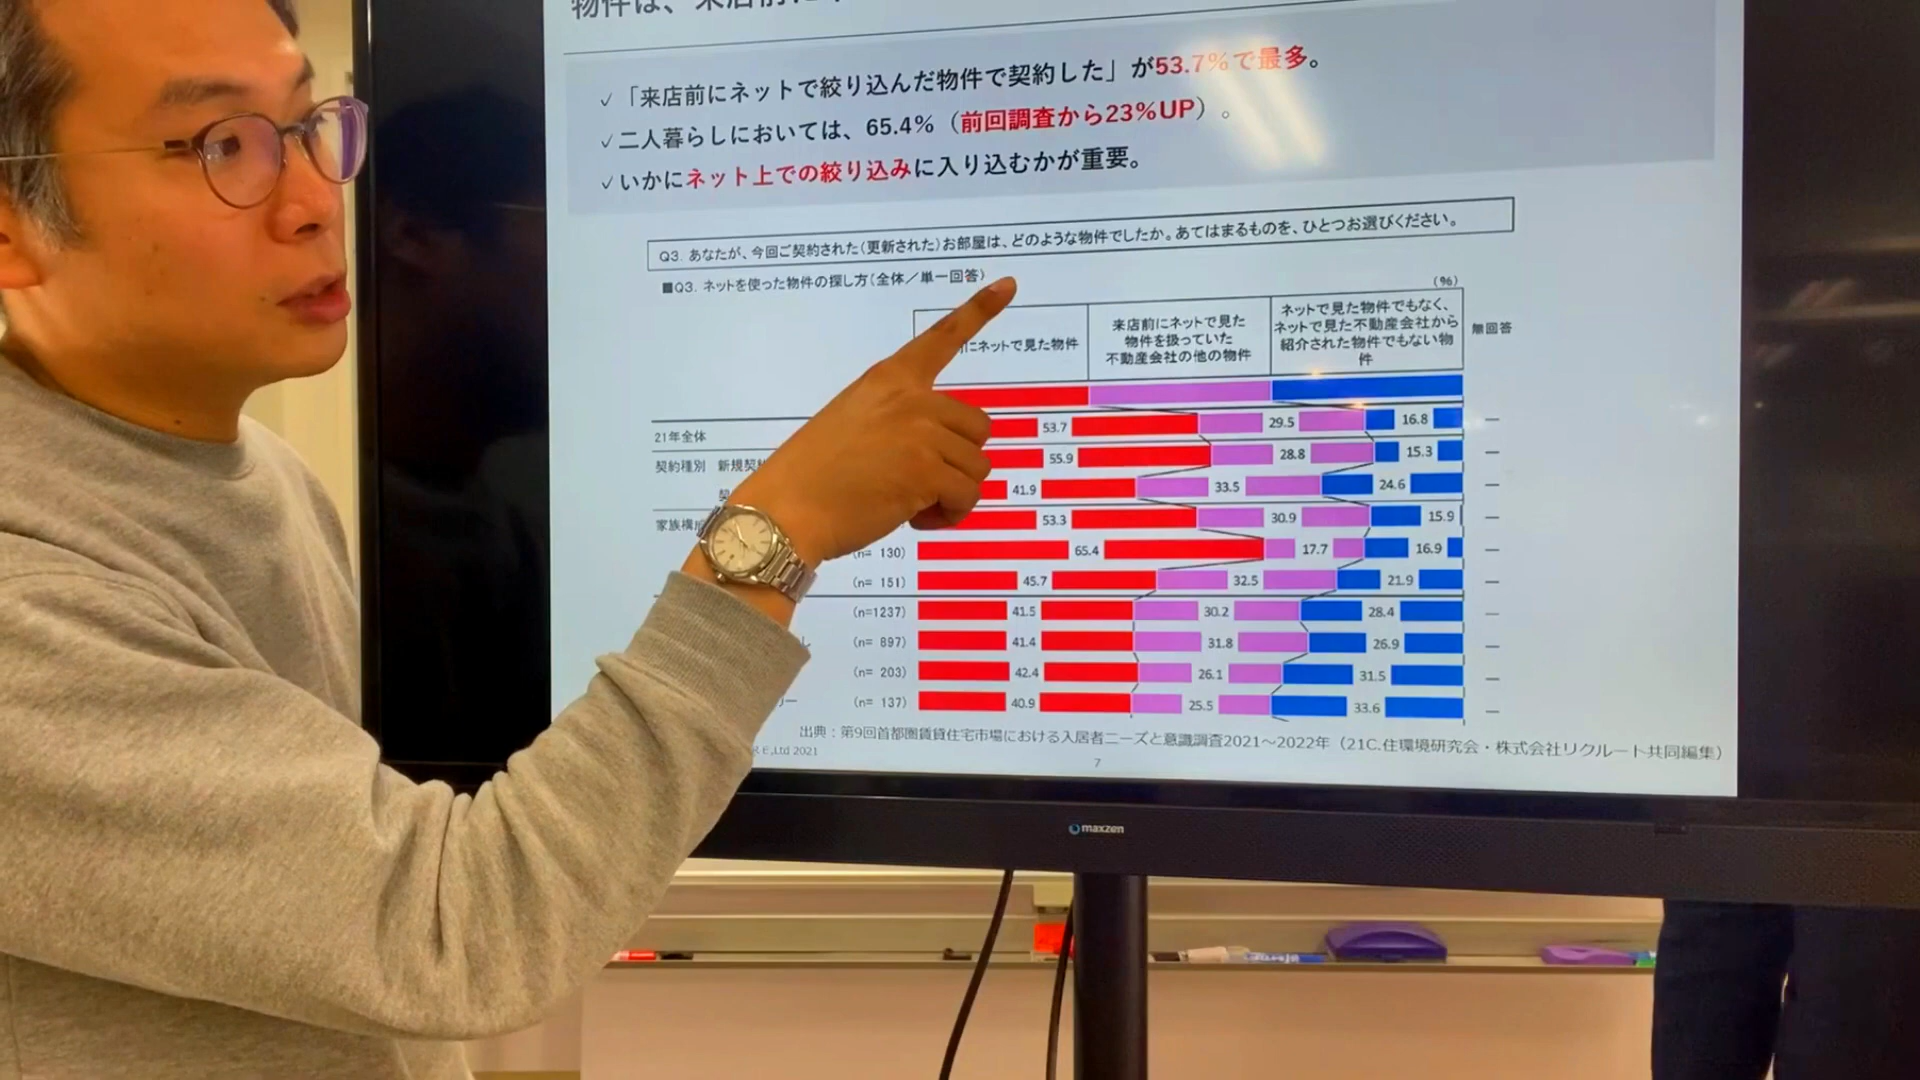 物件は、来店前に
✓「来店前にネットで絞り込んだ物件で契約した」が53.7%で最多。
✓二人暮らしにおいては、65.4%（前回調査から23%UP）。
✓いかにネット上での絞り込みに入り込むかが重要。
Q3. あなたが、今回ご契約された（更新された）お部屋は、どのような物件でしたか。あてはまるものを、ひとつお選びください。
■Q3. ネットを使った物件の探し方（全体／単一回答）
(%)
にネットで見た物件
来店前にネットで見た
物件を扱っていた
不動産会社の他の物件
ネットで見た物件でもなく、
ネットで見た不動産会社から
紹介された物件でもない物
件
無回答
21年全体 53.7 29.5 16.8 －
契約種別 新規契 55.9 28.8 15.3 －
契 41.9 33.5 24.6 －
家族構 53.3 30.9 15.9 －
(n= 130) 65.4 17.7 16.9 －
(n= 151) 45.7 32.5 21.9 －
(n=1237) 41.5 30.2 28.4 －
し (n= 897) 41.4 31.8 26.9 －
(n= 203) 42.4 26.1 31.5 －
ー (n= 137) 40.9 25.5 33.6 －
出典：第9回首都圏賃貸住宅市場における入居者ニーズと意識調査2021～2022年（21C.住環境研究会・株式会社リクルート共同編集）
R E.,Ltd 2021
7
maxzen